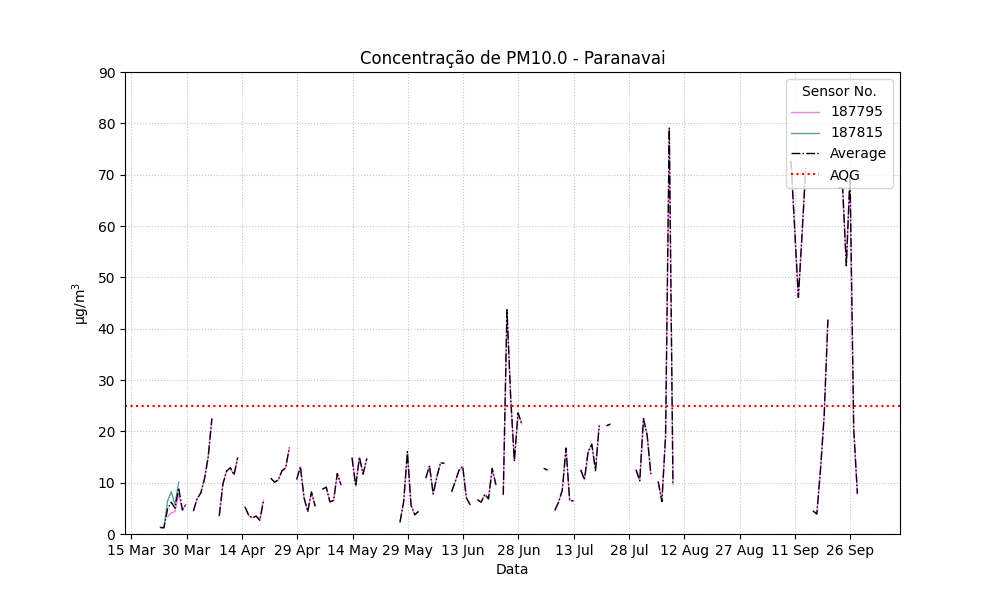 Concentração de PM10.0 - Paranavai
90
80
70
60
50
40
30
20
10
0
µg/m³
Sensor No.
187795
187815
Average
AQG
15 Mar 30 Mar 14 Apr 29 Apr 14 May 29 May 13 Jun 28 Jun 13 Jul 28 Jul 12 Aug 27 Aug 11 Sep 26 Sep
Data